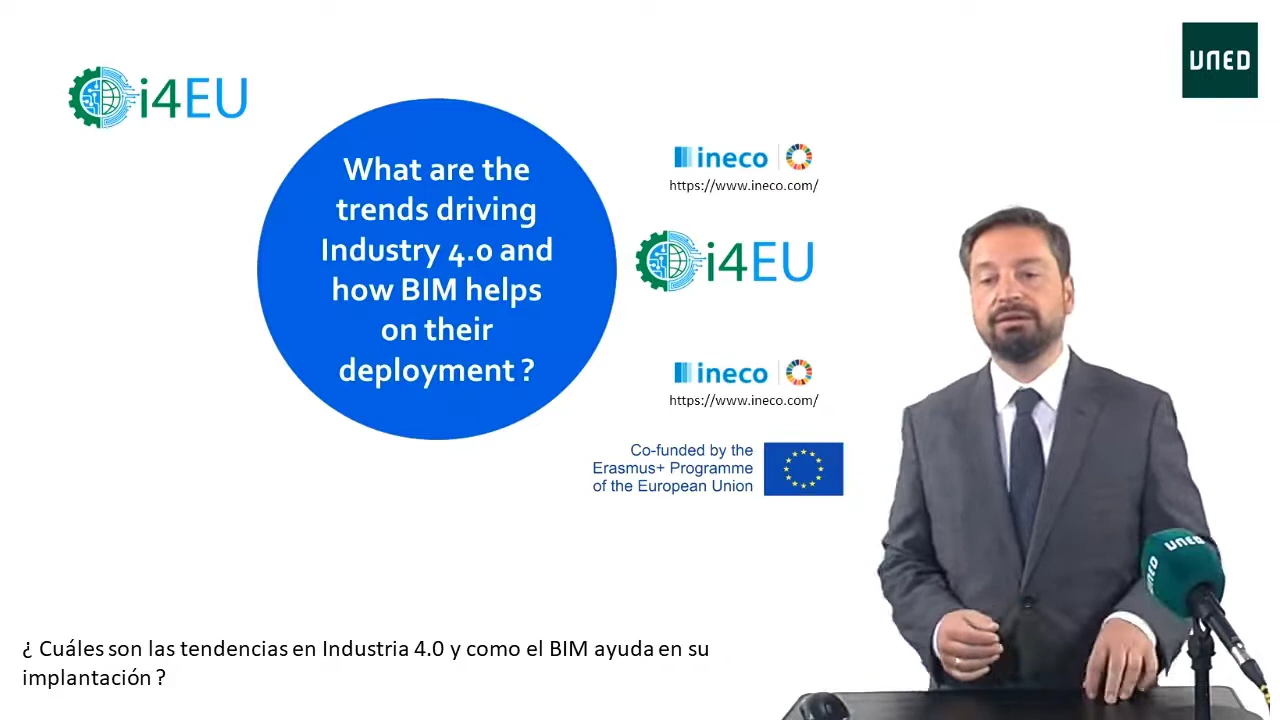 i4EU
UNED
What are the
trends driving
Industry 4.0 and
how BIM helps
on their
deployment ?
ineco
https://www.ineco.com/
i4EU
ineco
https://www.ineco.com/
Co-funded by the
Erasmus+ Programme
of the European Union
UNED
UNED
¿ Cuáles son las tendencias en Industria 4.0 y como el BIM ayuda en su
implantación ?